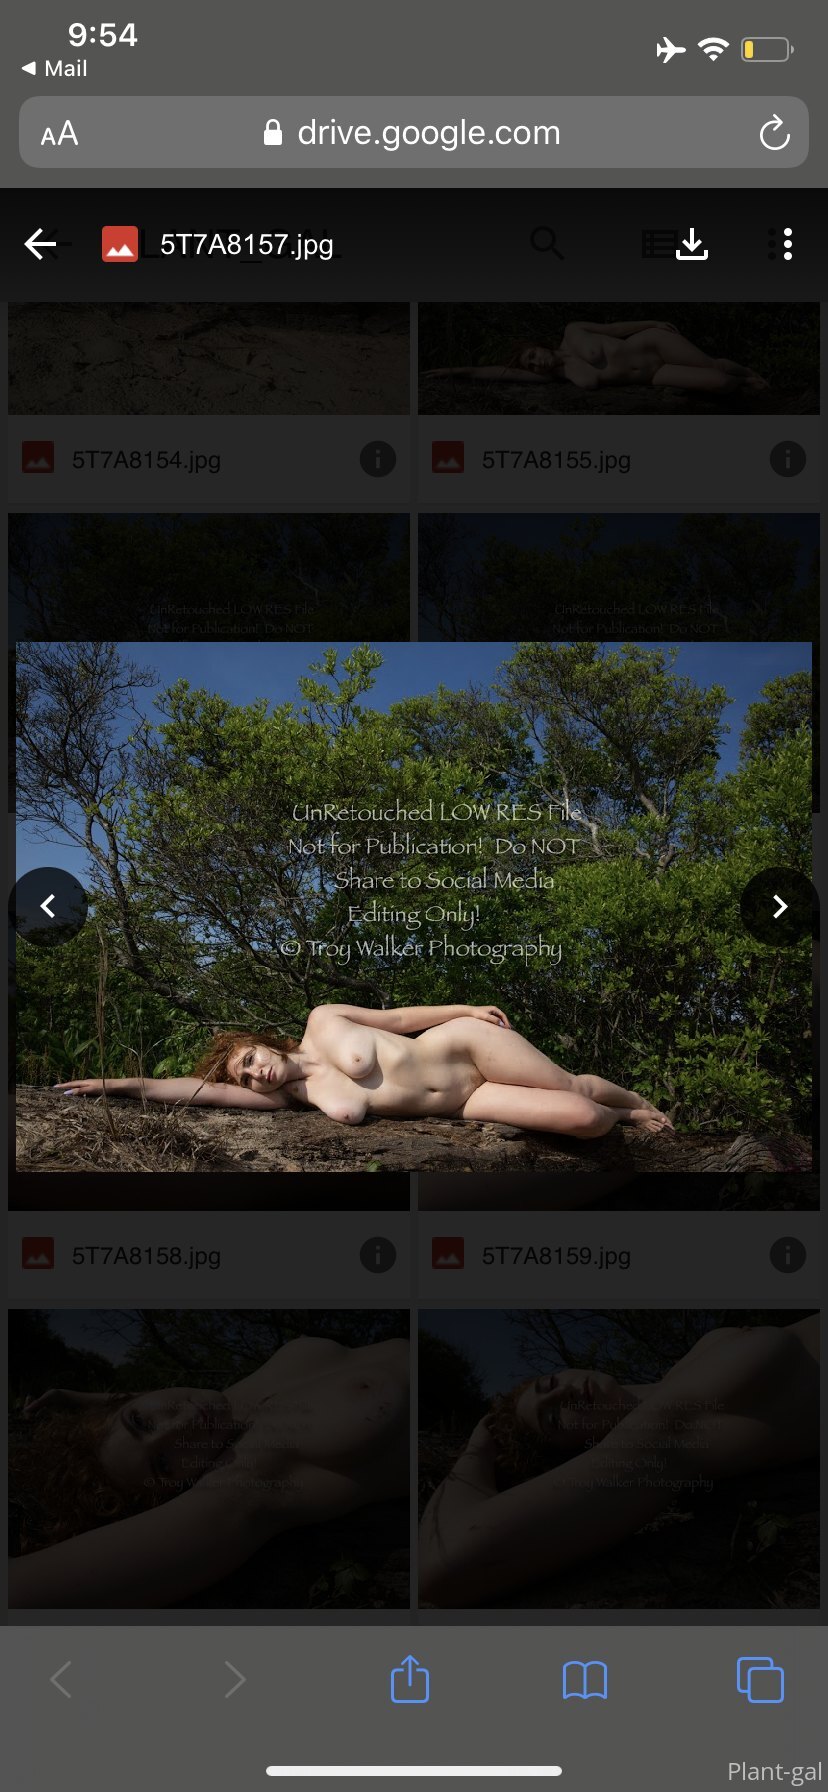 9:54
Mail
AA
drive.google.com
5T7A8157.jpg
5T7A8154.jpg
5T7A8155.jpg
UnRetouched LOW RES File
Not for Publication! Do NOT
UnRetouched LOW RES File
Not for Publication! Do NOT
UnRetouched LOW RES File
Not for Publication! Do NOT
Share to Social Media
Editing Only!
© Troy Walker Photography
5T7A8158.jpg
5T7A8159.jpg
UnRetouched LOW RES File
Not for Publication! Do NOT
Share to Social Media
Editing Only!
© Troy Walker Photography
UnRetouched LOW RES File
Not for Publication! Do NOT
Share to Social Media
Editing Only!
© Troy Walker Photography
Plant-gal